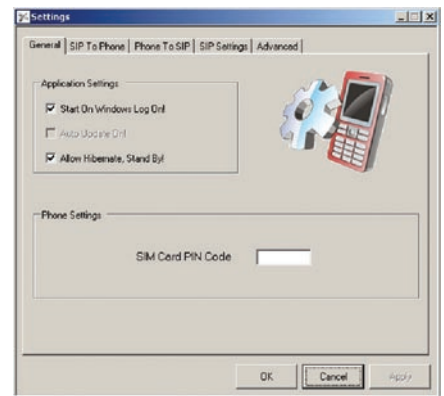 Settings
General SIP To Phone Phone To SIP SIP Settings Advanced
Application Settings
Start On Windows Log On!
Auto Update On!
Allow Hibernate, Stand By!
Phone Settings
SIM Card PIN Code
OK Cancel Apply